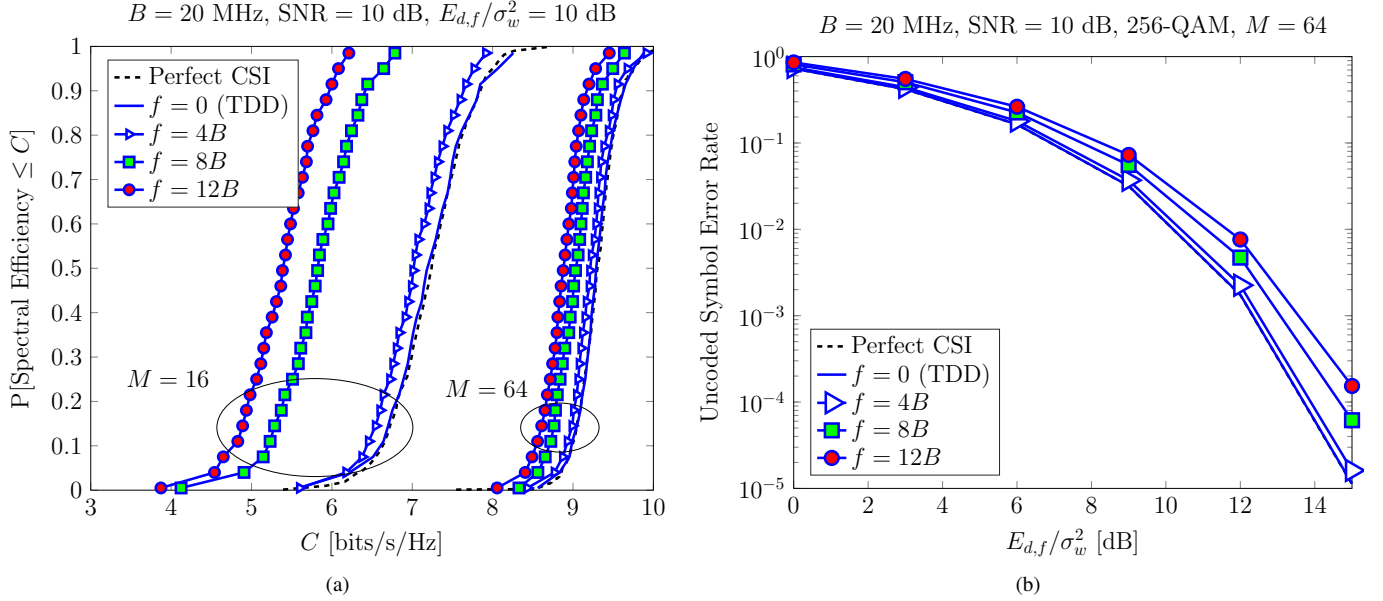 B = 20 MHz, SNR = 10 dB, E_{d,f}/σ_w^2 = 10 dB
1
0.9
0.8
0.7
0.6
0.5
0.4
0.3
0.2
0.1
0
P[Spectral Efficiency ≤ C]
Perfect CSI
f = 0 (TDD)
f = 4B
f = 8B
f = 12B
M = 16
M = 64
3 4 5 6 7 8 9 10
C [bits/s/Hz]
(a)
B = 20 MHz, SNR = 10 dB, 256-QAM, M = 64
10^0
10^{-1}
10^{-2}
10^{-3}
10^{-4}
10^{-5}
Uncoded Symbol Error Rate
Perfect CSI
f = 0 (TDD)
f = 4B
f = 8B
f = 12B
0 2 4 6 8 10 12 14
E_{d,f}/σ_w^2 [dB]
(b)